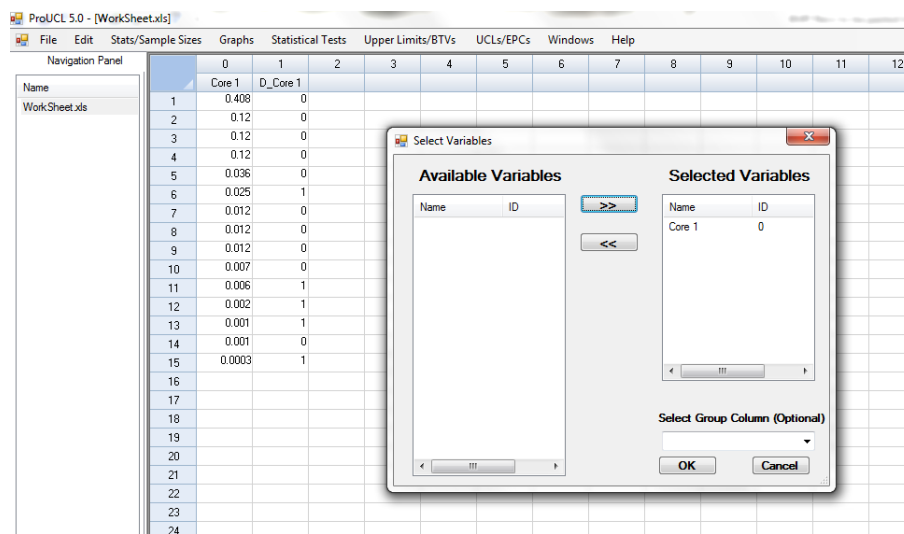 ProUCL 5.0 - [WorkSheet.xls]
File Edit Stats/Sample Sizes Graphs Statistical Tests Upper Limits/BTVs UCLs/EPCs Windows Help
Navigation Panel
Name
WorkSheet.xls
0 1 2 3 4 5 6 7 8 9 10 11 12
Core 1 D_Core 1
1 0.408 0
2 0.12 0
3 0.12 0
4 0.12 0
5 0.036 0
6 0.025 1
7 0.012 0
8 0.012 0
9 0.012 0
10 0.007 0
11 0.006 1
12 0.002 1
13 0.001 1
14 0.001 0
15 0.0003 1
16
17
18
19
20
21
22
23
24
Select Variables
Available Variables
Name ID
>>
<<
Selected Variables
Name ID
Core 1 0
Select Group Column (Optional)
OK Cancel